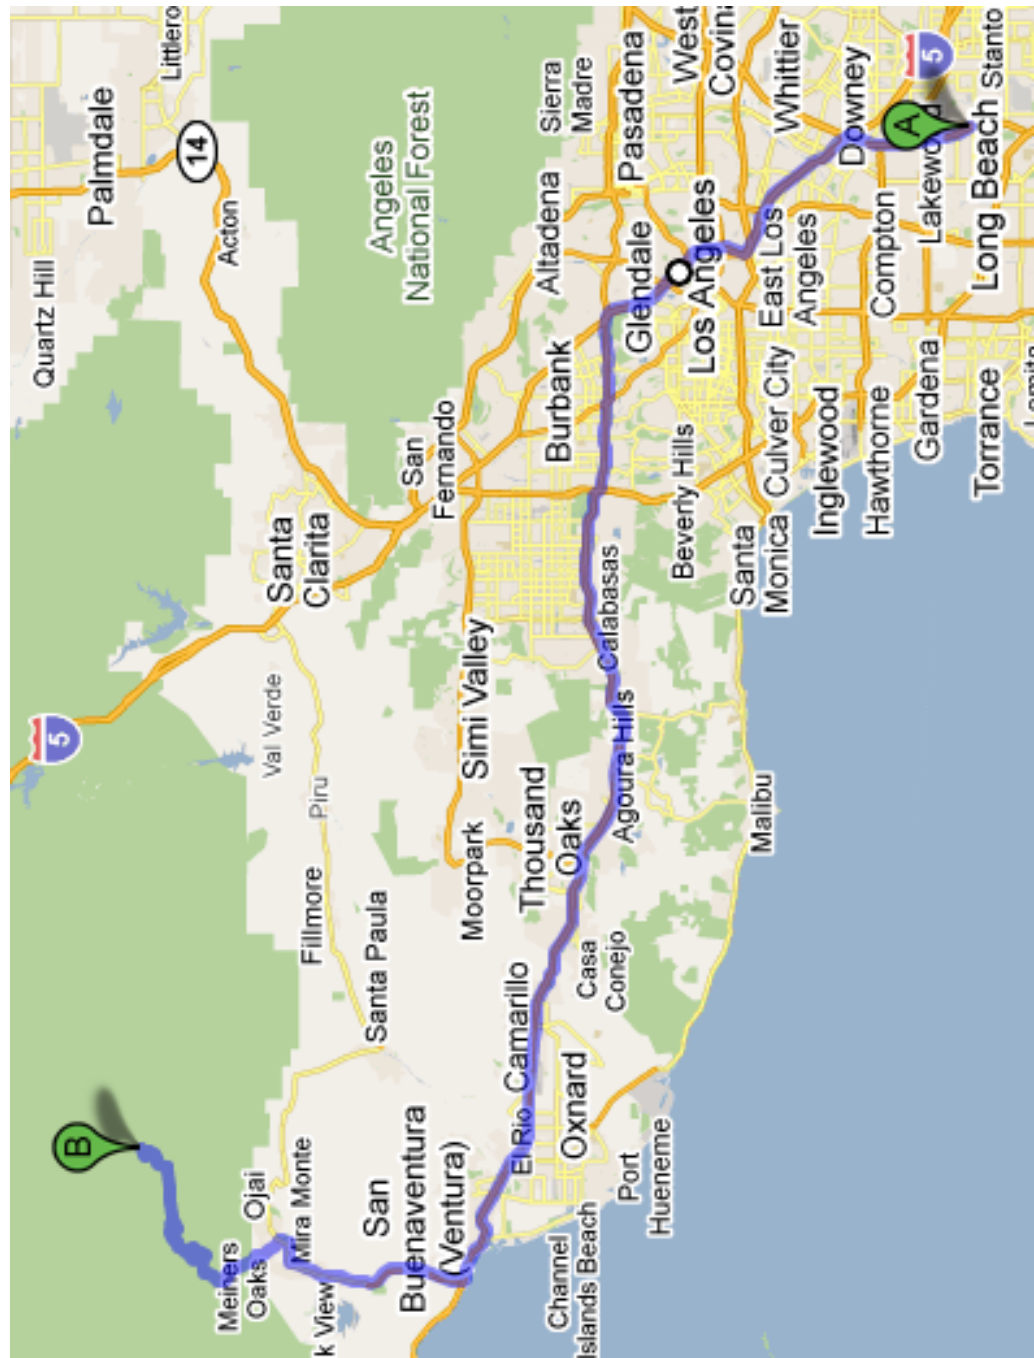 Littlero
Palmdale
14
Quartz Hill
Acton
Angeles
National Forest
Sierra
Madre
Altadena
Pasadena
West
Covina
Whittier
Downey
5
Stanto
A
Lakewood
Long Beach
Glendale
Los Angeles
East Los
Angeles
Compton
Burbank
San
Fernando
Santa
Clarita
Beverly Hills
Culver City
Inglewood
Hawthorne
Gardena
Torrance
Lomita
Santa
Monica
Calabasas
Agoura Hills
Simi Valley
Val Verde
5
Piru
Fillmore
Santa Paula
Moorpark
Thousand
Oaks
Malibu
Casa
Conejo
Camarillo
El Rio
Oxnard
Port
Hueneme
Channel
Islands Beach
San
Buenaventura
(Ventura)
B
Ojai
Mira Monte
Meiners
Oaks
k View